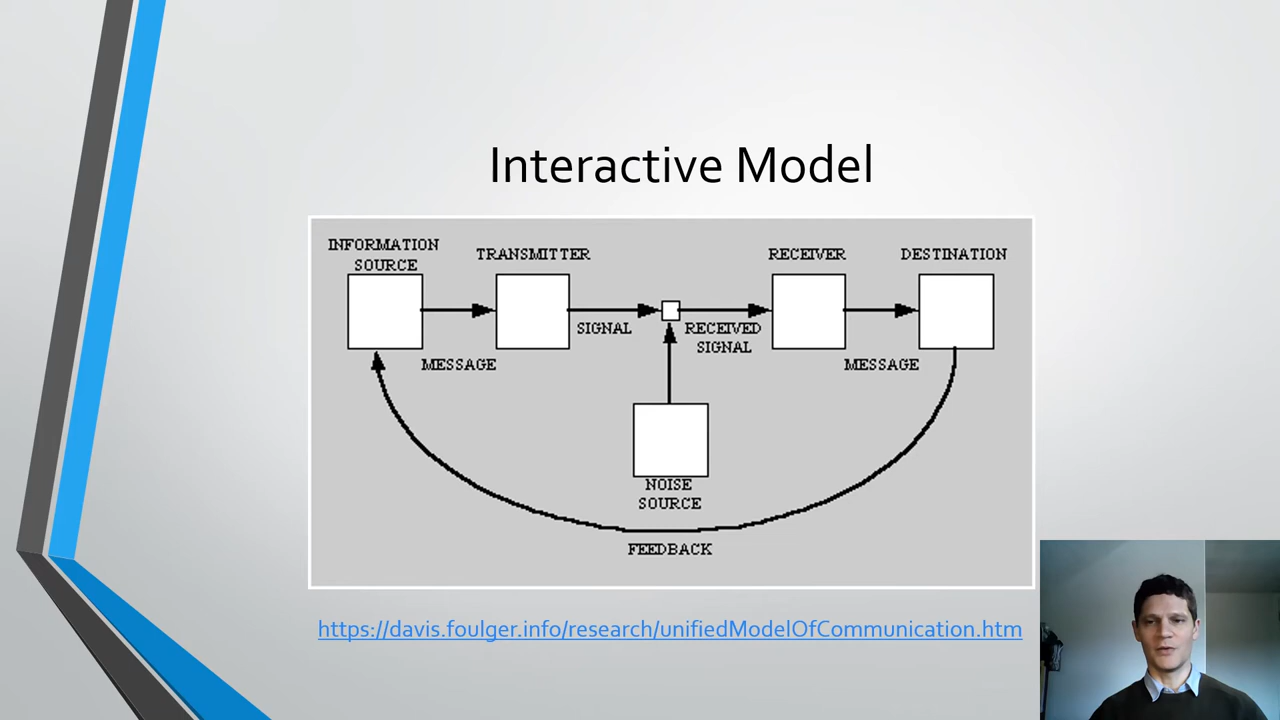 Interactive Model
INFORMATION
SOURCE
TRANSMITTER
RECEIVER
DESTINATION
SIGNAL
RECEIVED
SIGNAL
MESSAGE
MESSAGE
NOISE
SOURCE
FEEDBACK
https://davis.foulger.info/research/unifiedModelOfCommunication.htm